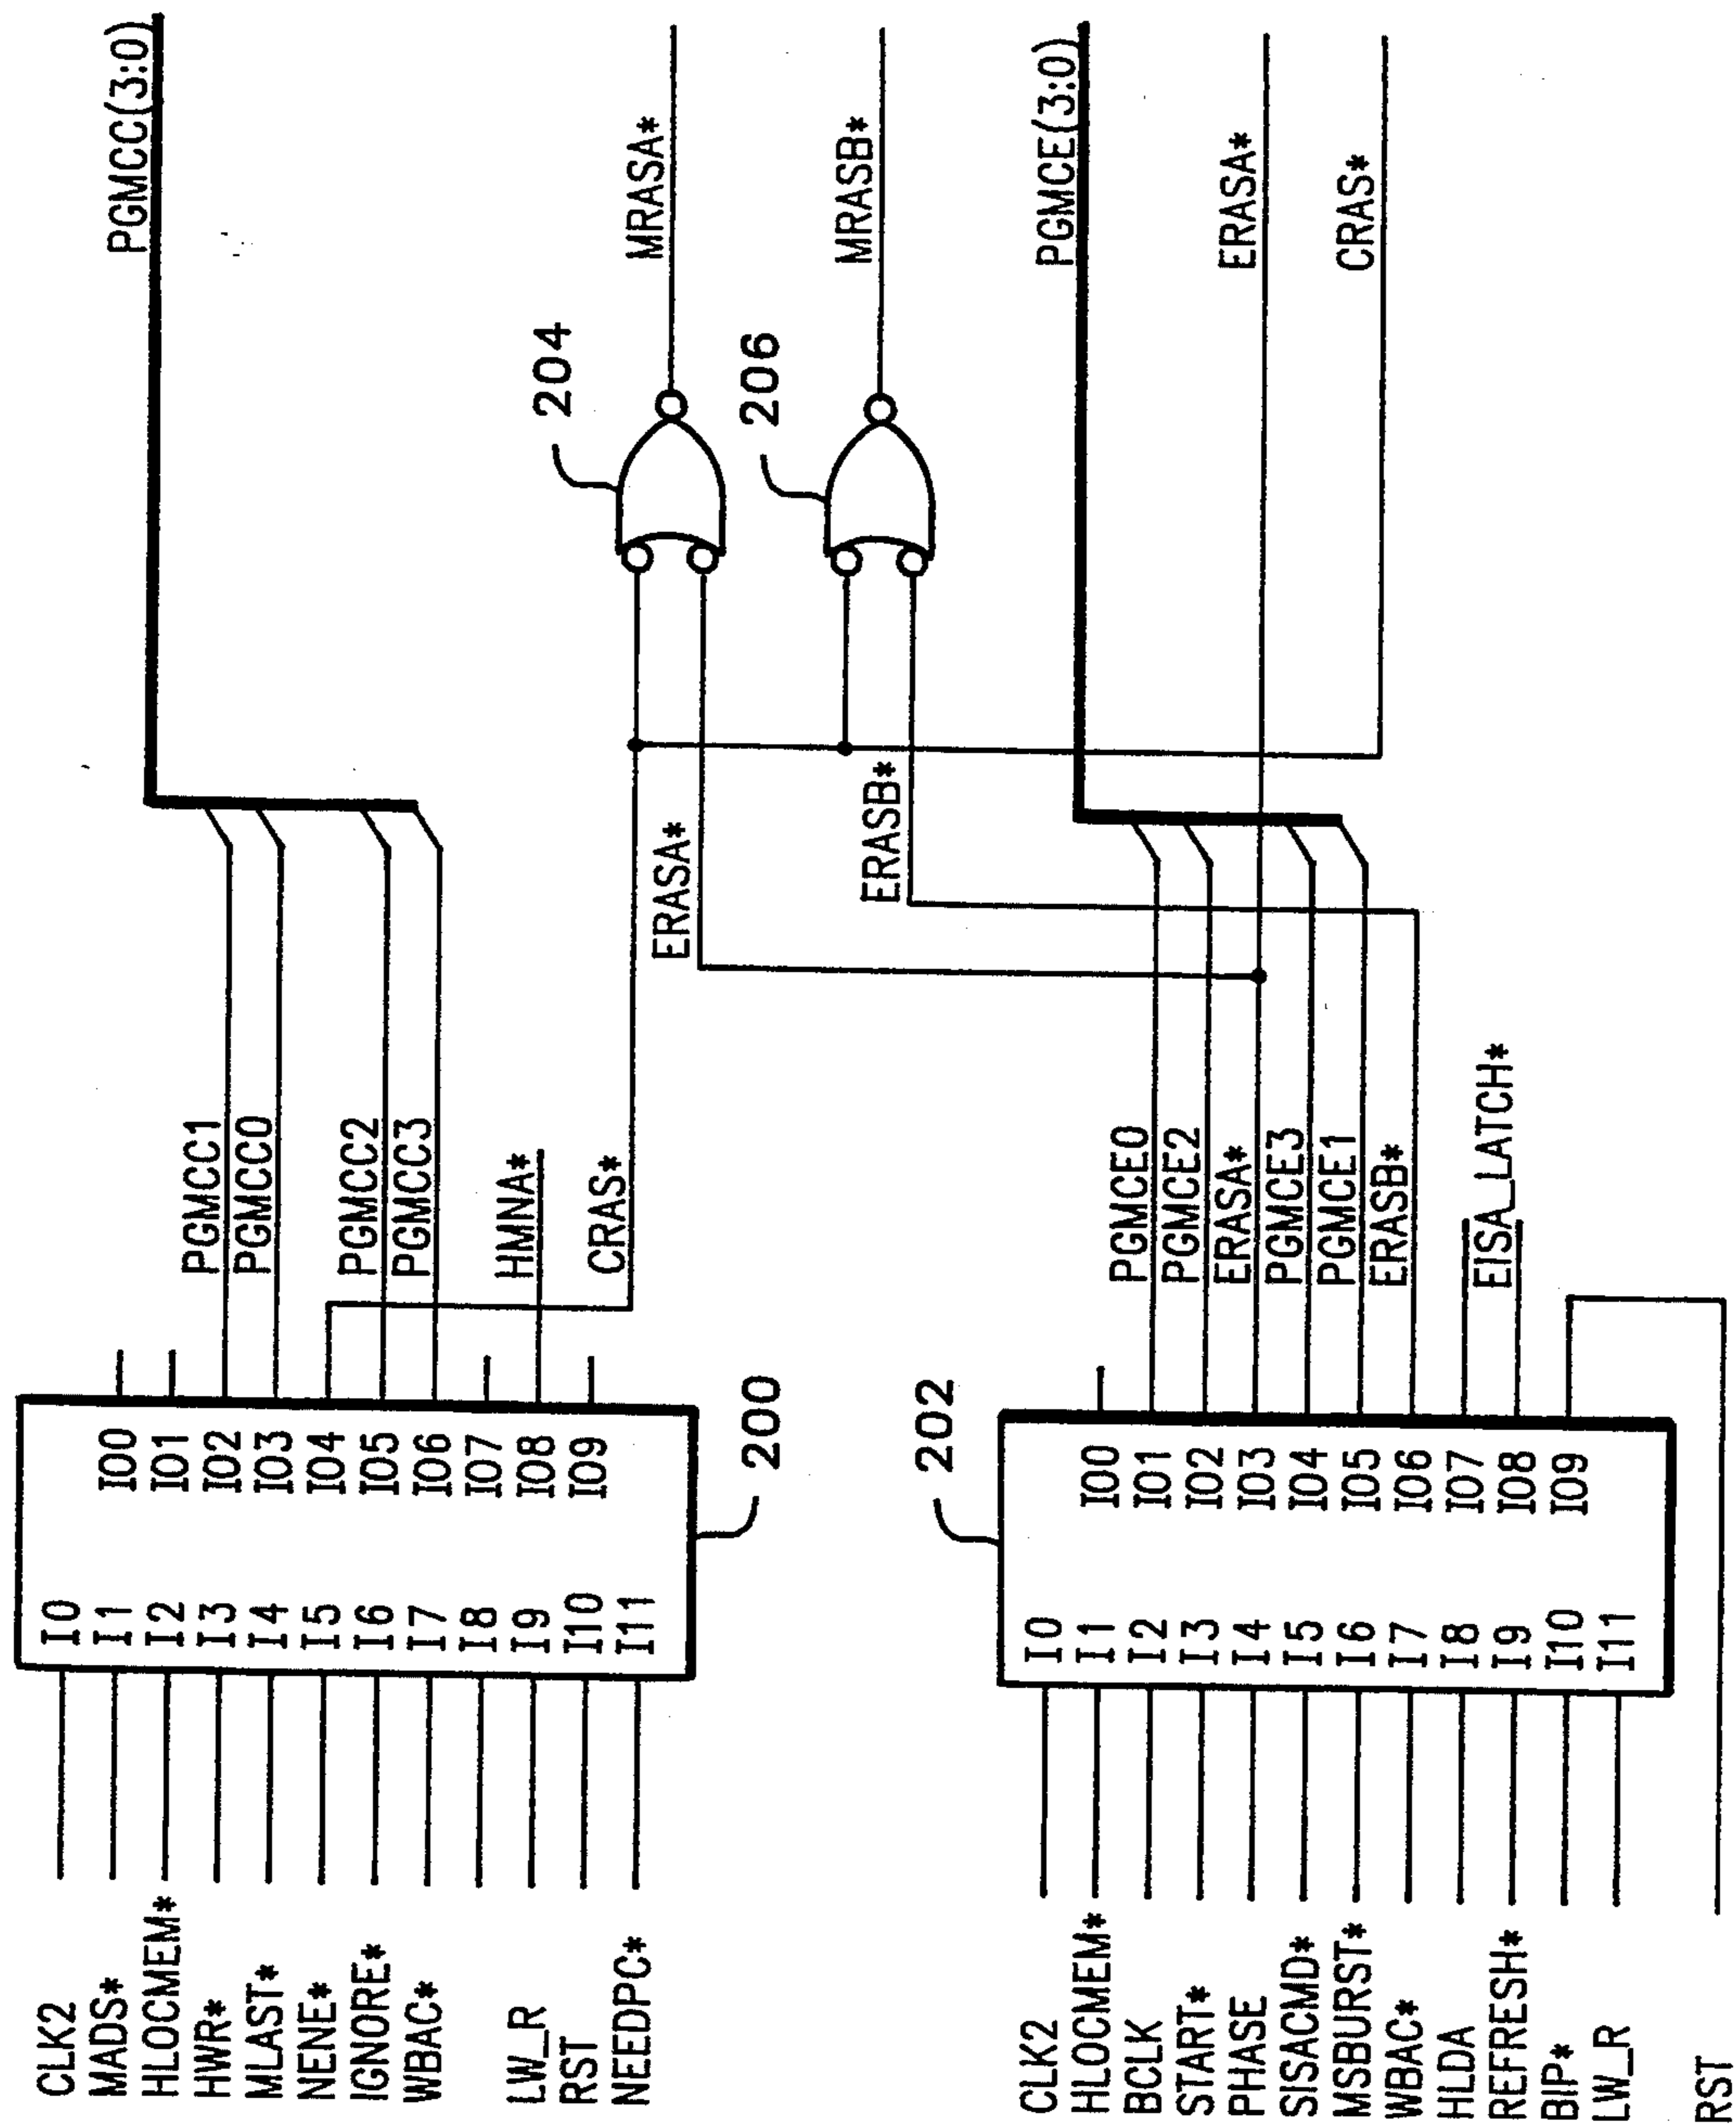 CLK2
MADS*
HLOCMEM*
HWR*
MLAST*
NENE*
IGNORE*
WBAC*
LW_R
RST
NEEDPC*
I0
I1
I2
I3
I4
I5
I6
I7
I8
I9
I10
I11
IO0
IO1
IO2
IO3
IO4
IO5
IO6
IO7
IO8
IO9
200
PGMCC1
PGMCC0
PGMCC2
PGMCC3
HMNA*
CRAS*
PGMCC(3:0)
ERASA*
204
MRASA*
ERASB*
206
MRASB*
CLK2
HLOCMEM*
BCLK
START*
PHASE
SISACMD*
MSBURST*
WBAC*
HLDA
REFRESH*
BIP*
LW_R
RST
I0
I1
I2
I3
I4
I5
I6
I7
I8
I9
I10
I11
IO0
IO1
IO2
IO3
IO4
IO5
IO6
IO7
IO8
IO9
202
PGMCE0
PGMCE2
ERASA*
PGMCE3
PGMCE1
ERASB*
EISA_LATCH*
PGMCE(3:0)
ERASA*
CRAS*